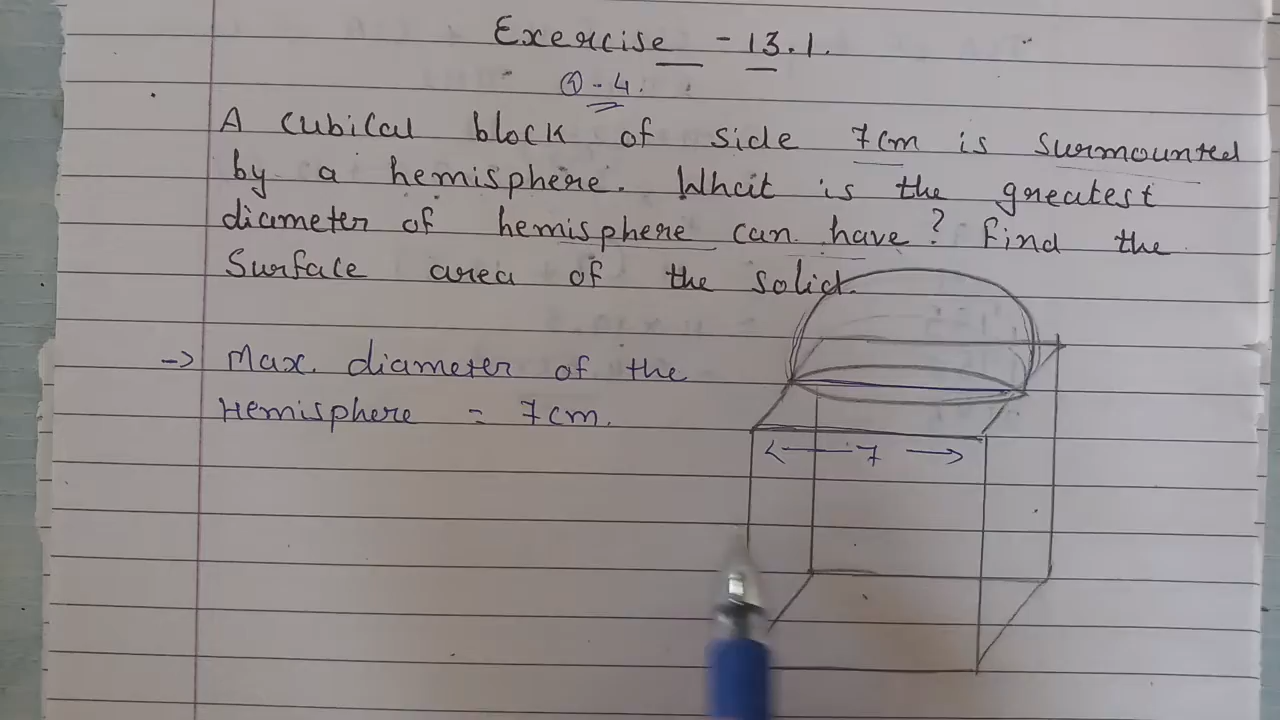 Exercise - 13.1.
Q-4.
A cubical block of side 7cm is surmounted
by a hemisphere. What is the greatest
diameter of hemisphere can have? Find the
Surface area of the solid.
-> Max. diameter of the
Hemisphere = 7cm.
<- 7 ->